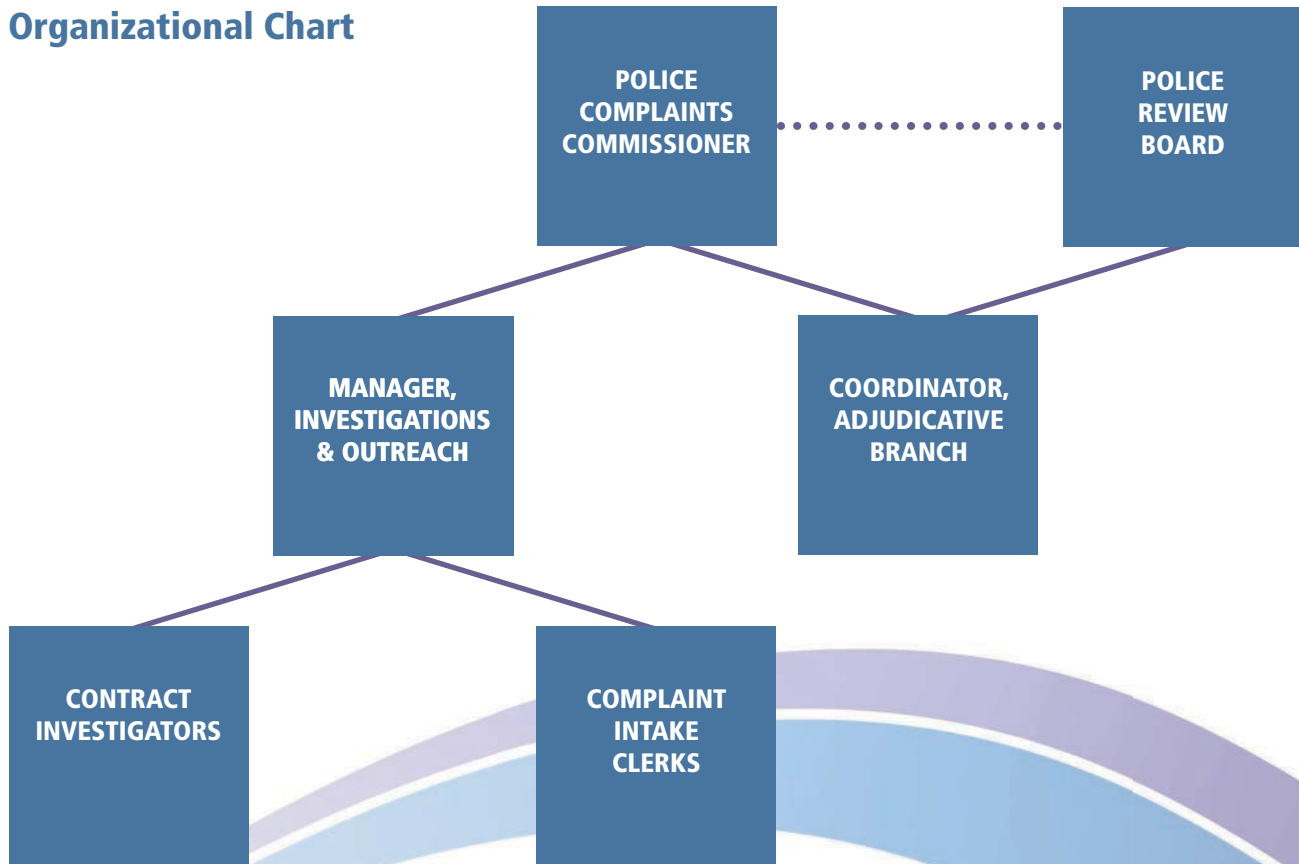 Organizational Chart
POLICE
COMPLAINTS
COMMISSIONER
POLICE
REVIEW
BOARD
MANAGER,
INVESTIGATIONS
& OUTREACH
COORDINATOR,
ADJUDICATIVE
BRANCH
CONTRACT
INVESTIGATORS
COMPLAINT
INTAKE
CLERKS